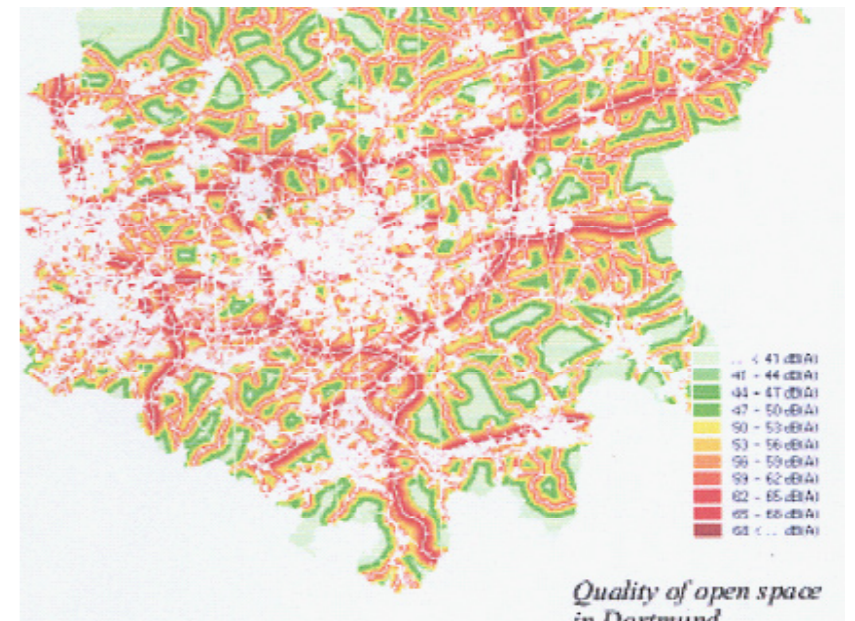 ... < 41 dB(A)
41 - 44 dB(A)
44 - 47 dB(A)
47 - 50 dB(A)
50 - 53 dB(A)
53 - 56 dB(A)
56 - 59 dB(A)
59 - 62 dB(A)
62 - 65 dB(A)
65 - 68 dB(A)
68 < ... dB(A)
Quality of open space
in Dortmund